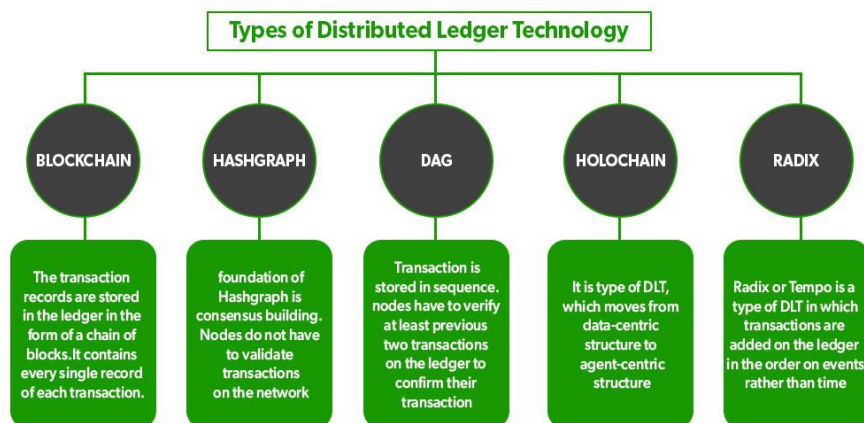 Types of Distributed Ledger Technology
BLOCKCHAIN
HASHGRAPH
DAG
HOLOCHAIN
RADIX
The transaction
records are stored
in the ledger in the
form of a chain of
blocks.It contains
every single record
of each transaction.
foundation of
Hashgraph is
consensus building.
Nodes do not have
to validate
transactions
on the network
Transaction is
stored in sequence.
nodes have to verify
at least previous
two transactions
on the ledger to
confirm their
transaction
It is type of DLT,
which moves from
data-centric
structure to
agent-centric
structure
Radix or Tempo is a
type of DLT in which
transactions are
added on the ledger
in the order on events
rather than time